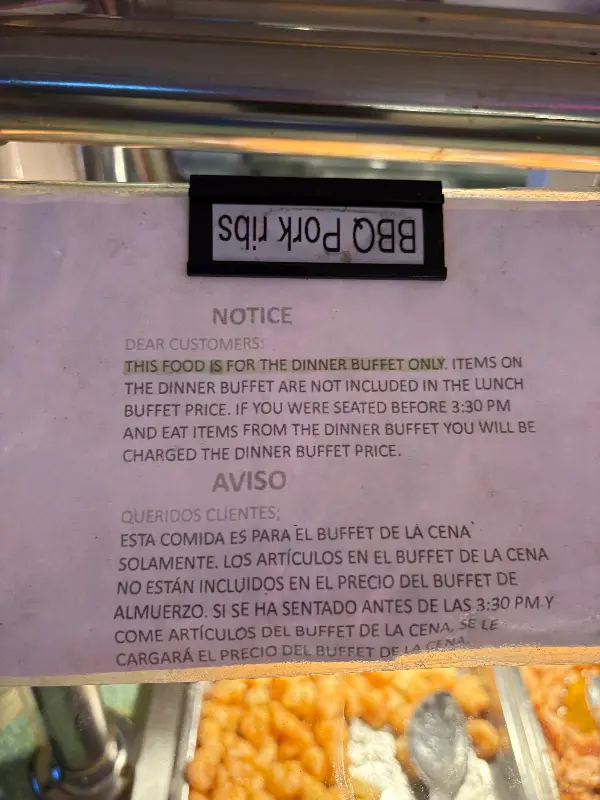 BBQ Pork ribs
NOTICE
DEAR CUSTOMERS:
THIS FOOD IS FOR THE DINNER BUFFET ONLY. ITEMS ON
THE DINNER BUFFET ARE NOT INCLUDED IN THE LUNCH
BUFFET PRICE. IF YOU WERE SEATED BEFORE 3:30 PM
AND EAT ITEMS FROM THE DINNER BUFFET YOU WILL BE
CHARGED THE DINNER BUFFET PRICE.
AVISO
QUERIDOS CLIENTES;
ESTA COMIDA ES PARA EL BUFFET DE LA CENA
SOLAMENTE. LOS ARTÍCULOS EN EL BUFFET DE LA CENA
NO ESTÁN INCLUIDOS EN EL PRECIO DEL BUFFET DE
ALMUERZO. SI SE HA SENTADO ANTES DE LAS 3:30 PM Y
COME ARTÍCULOS DEL BUFFET DE LA CENA, SE LE
CARGARÁ EL PRECIO DEL BUFFET DE LA CENA.